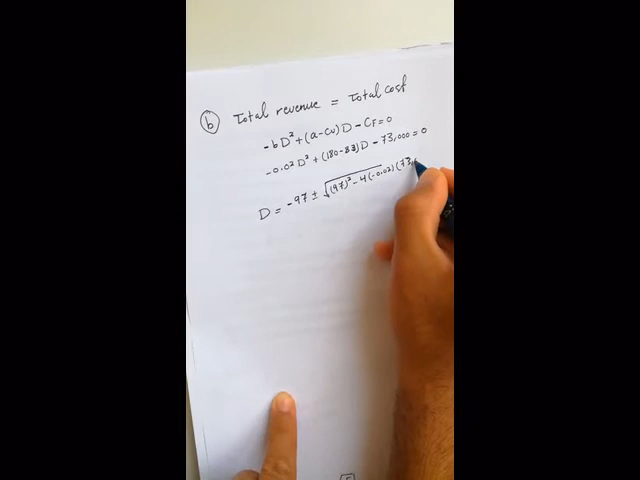 b Total revenue = Total cost
-bD² + (a-Cv) D - CF = 0
-0.02 D² + (180-83) D - 73,000 = 0
D = -97 ± √(97)² - 4 (-0.02) (73,